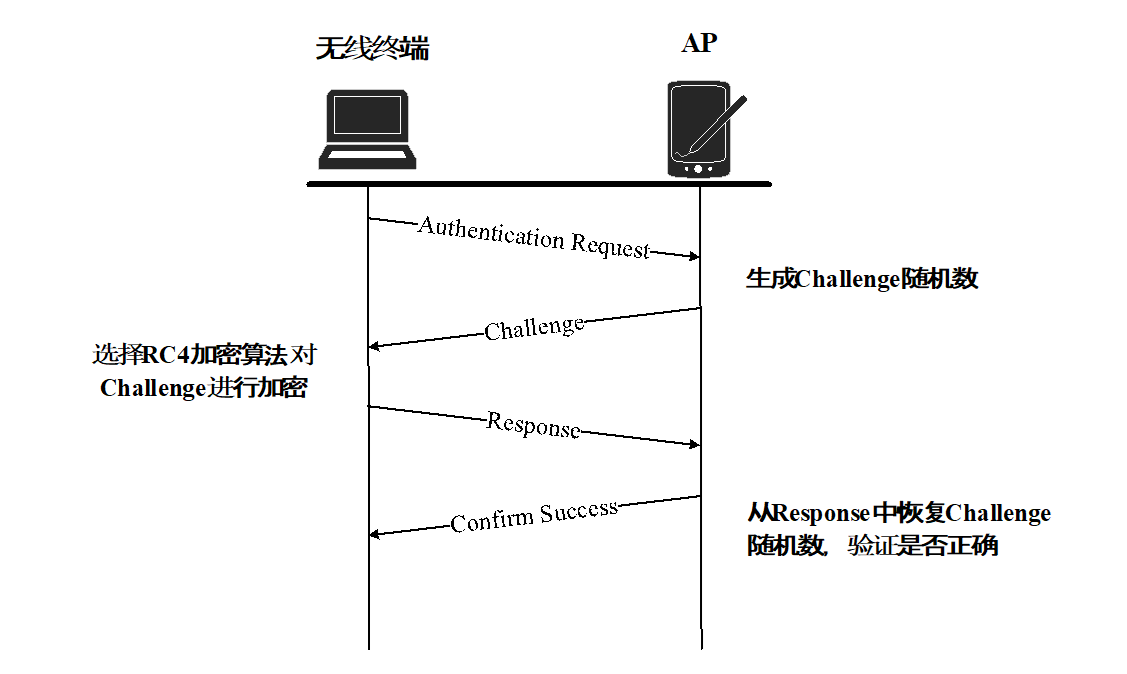 无线终端
AP
Authentication Request
生成Challenge随机数
Challenge
选择RC4加密算法对
Challenge进行加密
Response
Confirm Success
从Response中恢复Challenge
随机数，验证是否正确